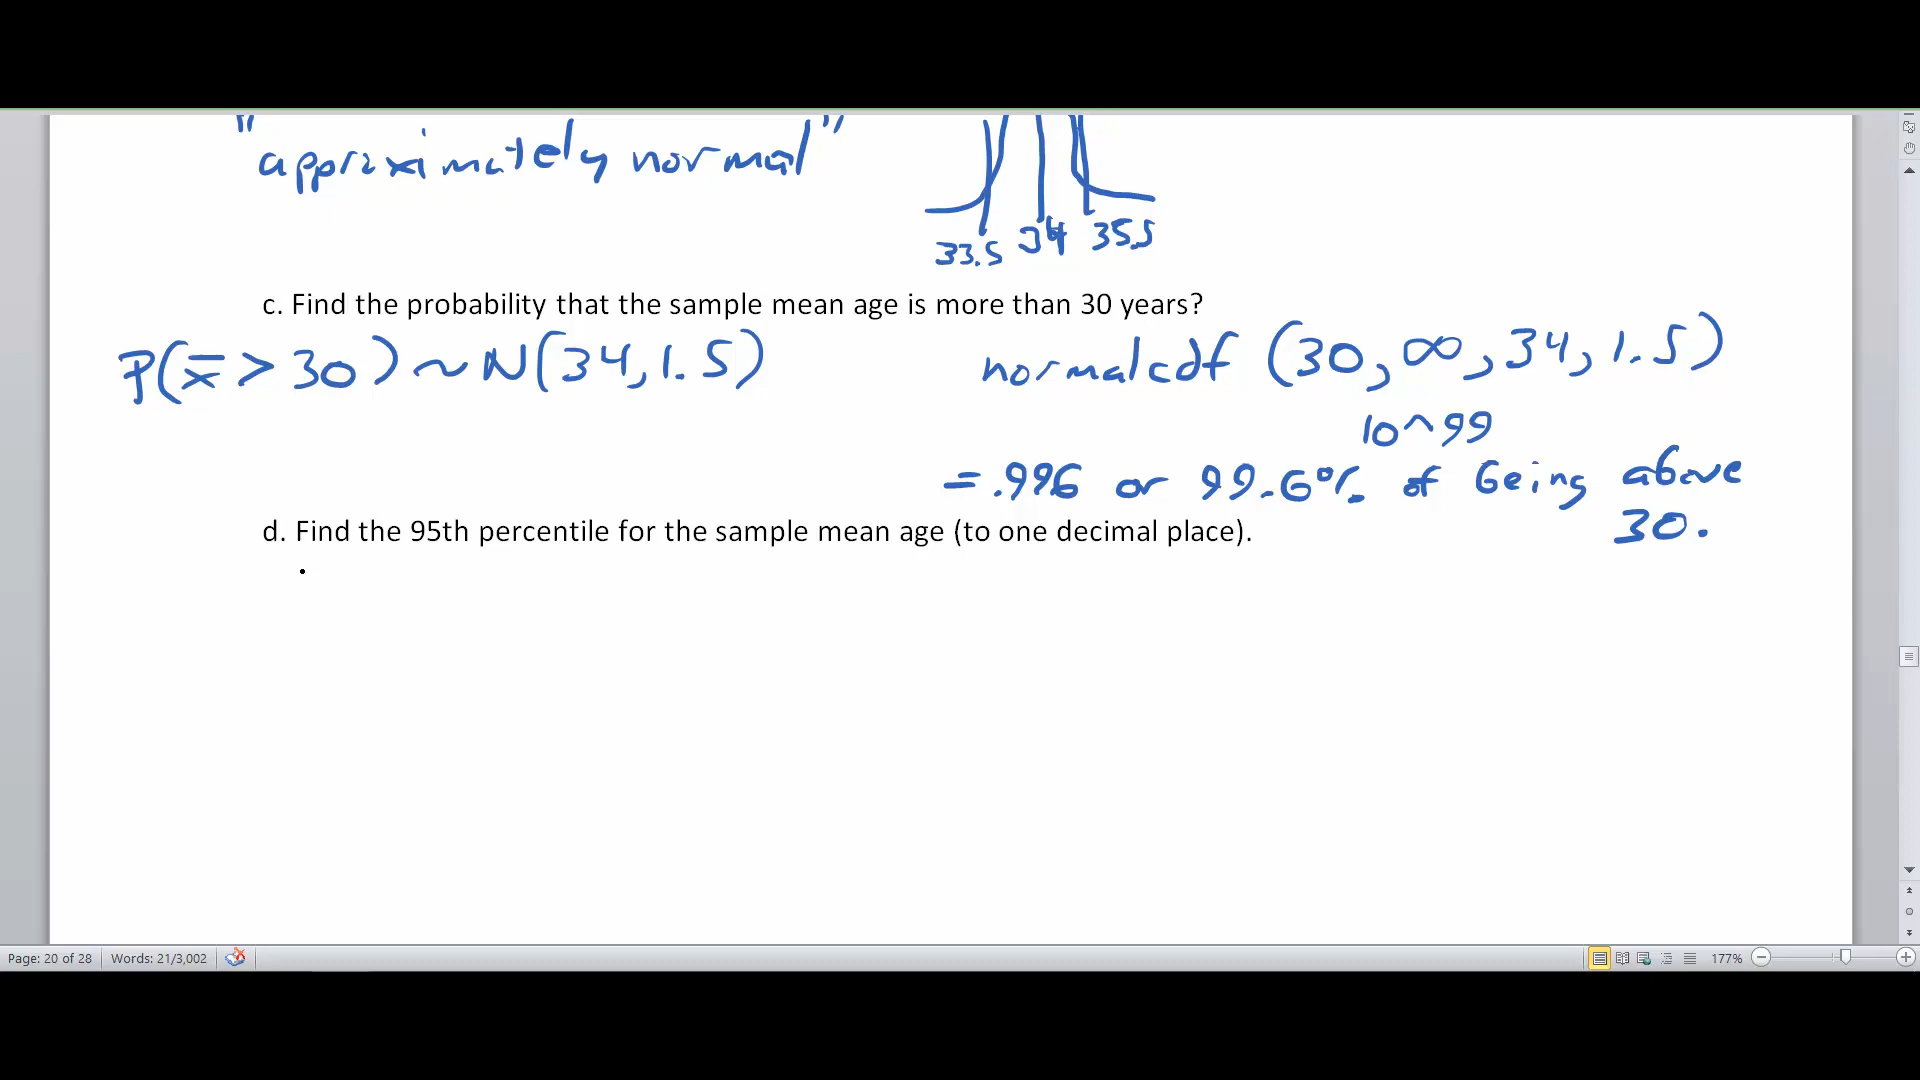 "approximately normal"
33.5 34 35.5
c. Find the probability that the sample mean age is more than 30 years?
P(x̄ > 30) ~ N(34, 1.5)
normalcdf (30, ∞, 34, 1.5)
10^99
= .996 or 99.6% of being above
30.
d. Find the 95th percentile for the sample mean age (to one decimal place).
Page: 20 of 28 Words: 21/3,002 177%